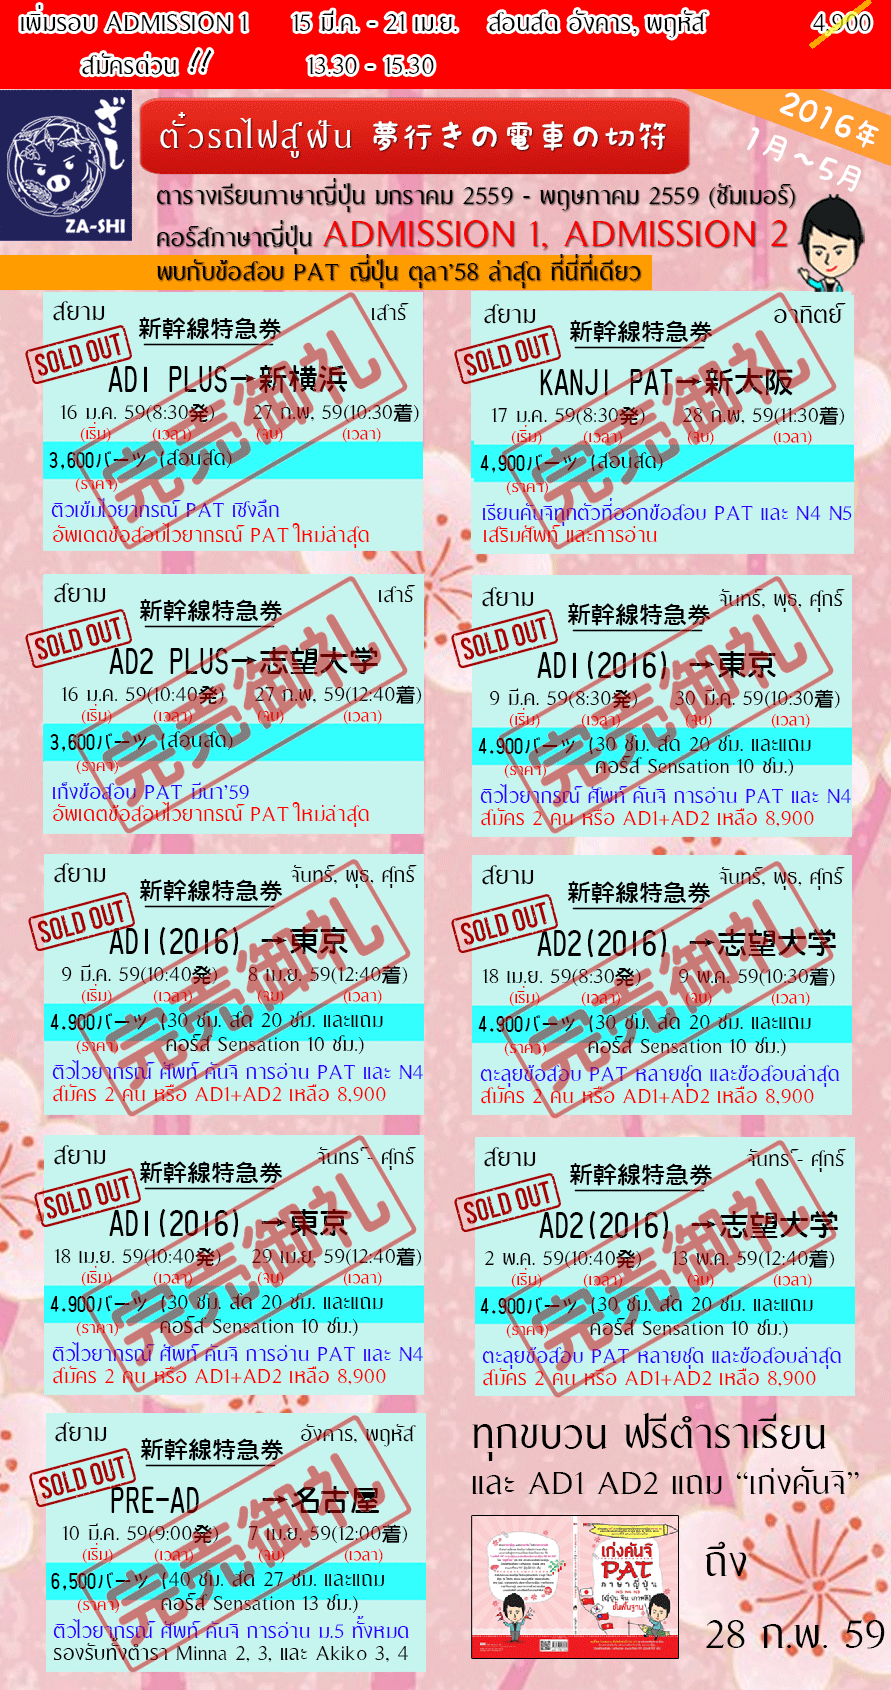 เพิ่มรอบ ADMISSION 1 15 มี.ค. - 21 เม.ย. สอนสด อังคาร, พฤหัส 4,900
สมัครด่วน !! 13.30 - 15.30
ざし
ZA-SHI
ตั๋วรถไฟสู่ฝัน 夢行きの電車の切符
2016年
1月～5月
ตารางเรียนภาษาญี่ปุ่น มกราคม 2559 - พฤษภาคม 2559 (ซัมเมอร์)
คอร์สภาษาญี่ปุ่น ADMISSION 1, ADMISSION 2
พบกับข้อสอบ PAT ญี่ปุ่น ตุลา'58 ล่าสุด ที่นี่ที่เดียว
สยาม เสาร์
新幹線特急券
SOLD OUT
AD1 PLUS→新横浜
16 ม.ค. 59(8:30発) 27 ก.พ, 59(10:30着)
(เริ่ม) (เวลา) (จบ) (เวลา)
3,600バーツ (สอนสด)
(ราคา)
完売御礼
ติวเข้มไวยากรณ์ PAT เชิงลึก
อัพเดตข้อสอบไวยากรณ์ PAT ใหม่ล่าสุด
สยาม อาทิตย์
新幹線特急券
SOLD OUT
KANJI PAT→新大阪
17 ม.ค. 59(8:30発) 28 ก.พ, 59(11:30着)
(เริ่ม) (เวลา) (จบ) (เวลา)
4,900バーツ (สอนสด)
(ราคา)
完売御礼
เรียนคันจิทุกตัวที่ออกข้อสอบ PAT และ N4 N5
เสริมศัพท์ และการอ่าน
สยาม เสาร์
新幹線特急券
SOLD OUT
AD2 PLUS→志望大学
16 ม.ค. 59(10:40発) 27 ก.พ, 59(12:40着)
(เริ่ม) (เวลา) (จบ) (เวลา)
3,600バーツ (สอนสด)
(ราคา)
完売御礼
เก็งข้อสอบ PAT มีนา'59
อัพเดตข้อสอบไวยากรณ์ PAT ใหม่ล่าสุด
สยาม จันทร์, พุธ, ศุกร์
新幹線特急券
SOLD OUT
AD1(2016) →東京
9 มี.ค. 59(8:30発) 30 มี.ค. 59(10:30着)
(เริ่ม) (เวลา) (จบ) (เวลา)
4.900バーツ (30 ชม. สด 20 ชม. และแถม
(ราคา) คอร์ส Sensation 10 ชม.)
完売御礼
ติวไวยากรณ์ ศัพท์ คันจิ การอ่าน PAT และ N4
สมัคร 2 คน หรือ AD1+AD2 เหลือ 8,900
สยาม จันทร์, พุธ, ศุกร์
新幹線特急券
SOLD OUT
AD1(2016) →東京
9 มี.ค. 59(10:40発) 8 เม.ย. 59(12:40着)
(เริ่ม) (เวลา) (จบ) (เวลา)
4.900バーツ (30 ชม. สด 20 ชม. และแถม
(ราคา) คอร์ส Sensation 10 ชม.)
完売御礼
ติวไวยากรณ์ ศัพท์ คันจิ การอ่าน PAT และ N4
สมัคร 2 คน หรือ AD1+AD2 เหลือ 8,900
สยาม จันทร์, พุธ, ศุกร์
新幹線特急券
SOLD OUT
AD2(2016) →志望大学
18 เม.ย. 59(8:30発) 9 พ.ค. 59(10:30着)
(เริ่ม) (เวลา) (จบ) (เวลา)
4.900バーツ (30 ชม. สด 20 ชม. และแถม
(ราคา) คอร์ส Sensation 10 ชม.)
完売御礼
ตะลุยข้อสอบ PAT หลายชุด และข้อสอบล่าสุด
สมัคร 2 คน หรือ AD1+AD2 เหลือ 8,900
สยาม จันทร์ - ศุกร์
新幹線特急券
SOLD OUT
AD1(2016) →東京
18 เม.ย. 59(10:40発) 29 เม.ย. 59(12:40着)
(เริ่ม) (เวลา) (จบ) (เวลา)
4.900バーツ (30 ชม. สด 20 ชม. และแถม
(ราคา) คอร์ส Sensation 10 ชม.)
完売御礼
ติวไวยากรณ์ ศัพท์ คันจิ การอ่าน PAT และ N4
สมัคร 2 คน หรือ AD1+AD2 เหลือ 8,900
สยาม จันทร์ - ศุกร์
新幹線特急券
SOLD OUT
AD2(2016) →志望大学
2 พ.ค. 59(10:40発) 13 พ.ค. 59(12:40着)
(เริ่ม) (เวลา) (จบ) (เวลา)
4.900バーツ (30 ชม. สด 20 ชม. และแถม
(ราคา) คอร์ส Sensation 10 ชม.)
完売御礼
ตะลุยข้อสอบ PAT หลายชุด และข้อสอบล่าสุด
สมัคร 2 คน หรือ AD1+AD2 เหลือ 8,900
สยาม อังคาร, พฤหัส
新幹線特急券
SOLD OUT
PRE-AD →名古屋
10 มี.ค. 59(9:00発) 7 เม.ย. 59(12:00着)
(เริ่ม) (เวลา) (จบ) (เวลา)
6,500バーツ (40 ชม. สด 27 ชม. และแถม
(ราคา) คอร์ส Sensation 13 ชม.)
完売御礼
ติวไวยากรณ์ ศัพท์ คันจิ การอ่าน ม.5 ทั้งหมด
รองรับทั้งตำรา Minna 2, 3, และ Akiko 3, 4
ทุกขบวน ฟรีตำราเรียน
และ AD1 AD2 แถม “เก่งคันจิ”
เก่งคันจิ
PAT
ภาษาญี่ปุ่น
(ญี่ปุ่น จีน เกาหลี)
ขั้นพื้นฐาน
ถึง
28 ก.พ. 59